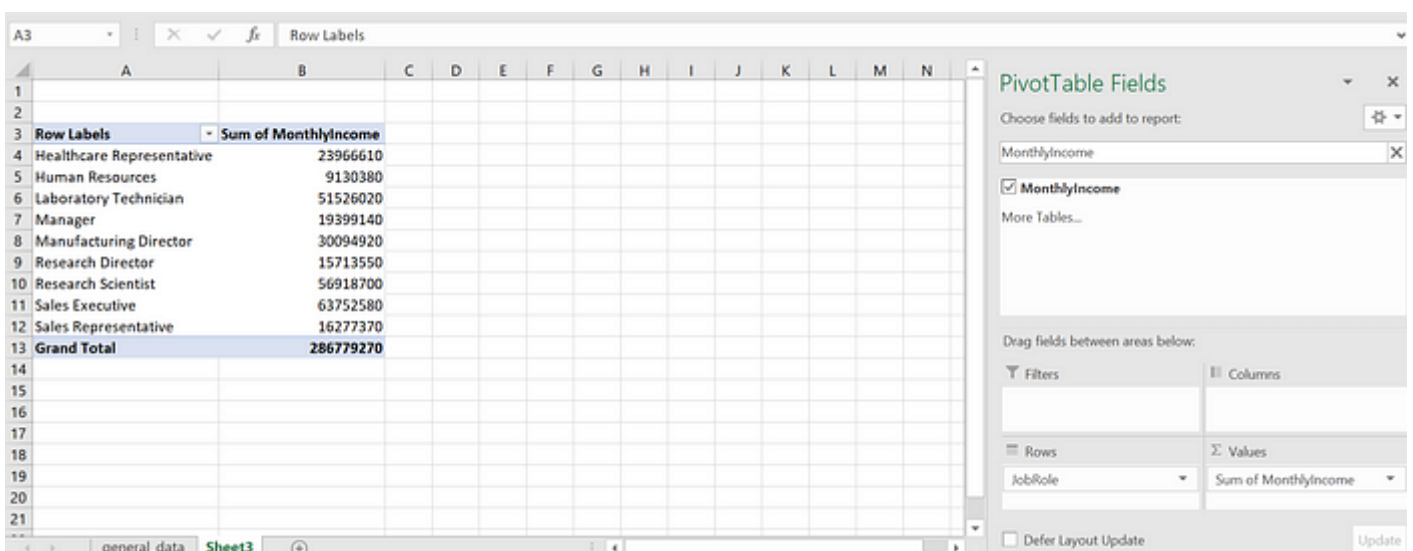 A3 fx Row Labels
A B C D E F G H I J K L M N
1
2
3 Row Labels Sum of MonthlyIncome
4 Healthcare Representative 23966610
5 Human Resources 9130380
6 Laboratory Technician 51526020
7 Manager 19399140
8 Manufacturing Director 30094920
9 Research Director 15713550
10 Research Scientist 56918700
11 Sales Executive 63752580
12 Sales Representative 16277370
13 Grand Total 286779270
14
15
16
17
18
19
20
21
general_data Sheet3
PivotTable Fields
Choose fields to add to report:
MonthlyIncome
MonthlyIncome
More Tables...
Drag fields between areas below:
Filters Columns
Rows Σ Values
JobRole Sum of MonthlyIncome
Defer Layout Update Update